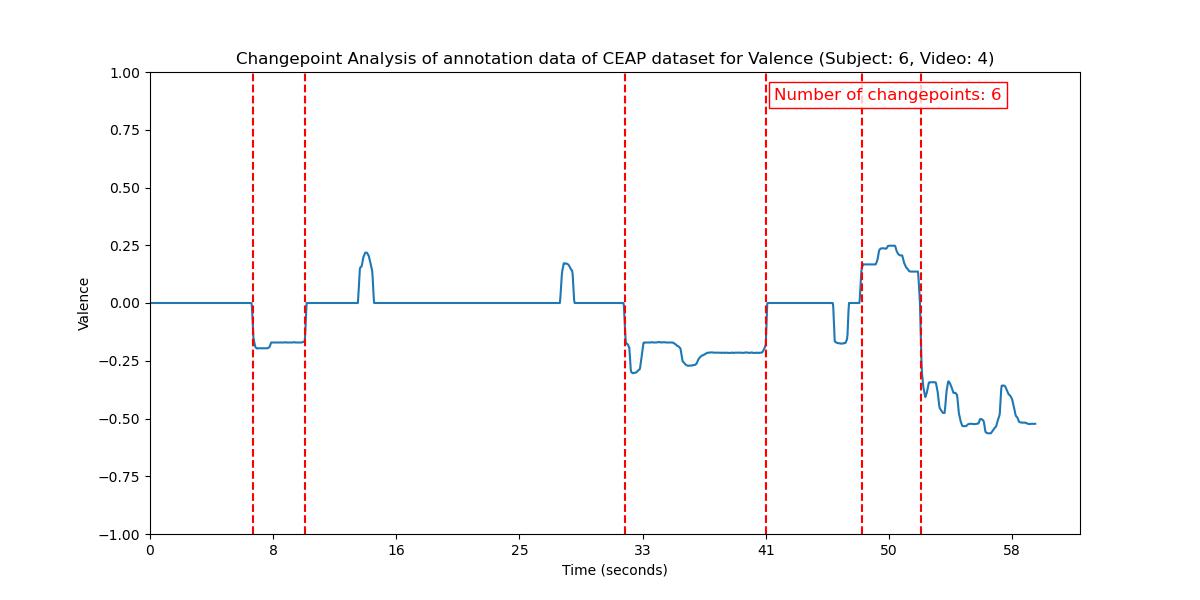 Changepoint Analysis of annotation data of CEAP dataset for Valence (Subject: 6, Video: 4)
Number of changepoints: 6
Valence
1.00
0.75
0.50
0.25
0.00
−0.25
−0.50
−0.75
−1.00
0 8 16 25 33 41 50 58
Time (seconds)